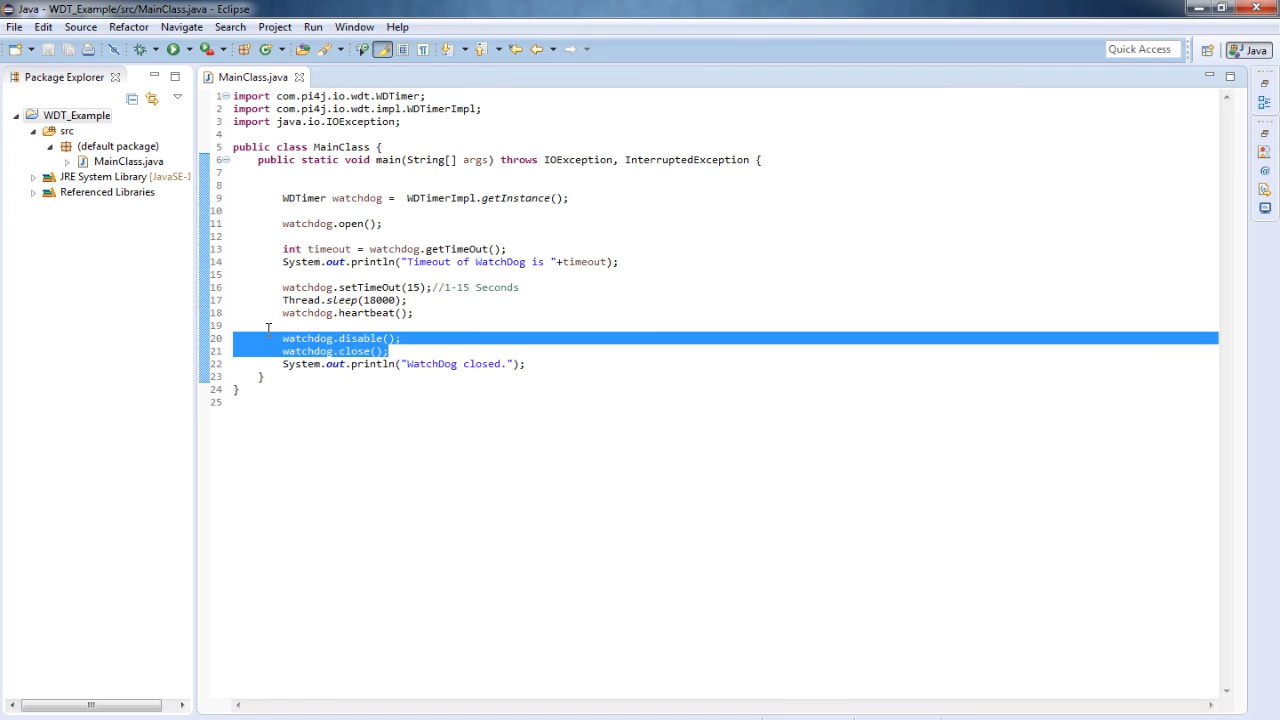 Java - WDT_Example/src/MainClass.java - Eclipse
File Edit Source Refactor Navigate Search Project Run Window Help
Quick Access Java
Package Explorer
WDT_Example
src
(default package)
MainClass.java
JRE System Library [JavaSE-1
Referenced Libraries
MainClass.java
1 import com.pi4j.io.wdt.WDTimer;
2 import com.pi4j.io.wdt.impl.WDTimerImpl;
3 import java.io.IOException;
4
5 public class MainClass {
6 public static void main(String[] args) throws IOException, InterruptedException {
7
8
9 WDTimer watchdog = WDTimerImpl.getInstance();
10
11 watchdog.open();
12
13 int timeout = watchdog.getTimeOut();
14 System.out.println("Timeout of WatchDog is "+timeout);
15
16 watchdog.setTimeOut(15);//1-15 Seconds
17 Thread.sleep(18000);
18 watchdog.heartbeat();
19
20 watchdog.disable();
21 watchdog.close();
22 System.out.println("WatchDog closed.");
23 }
24 }
25